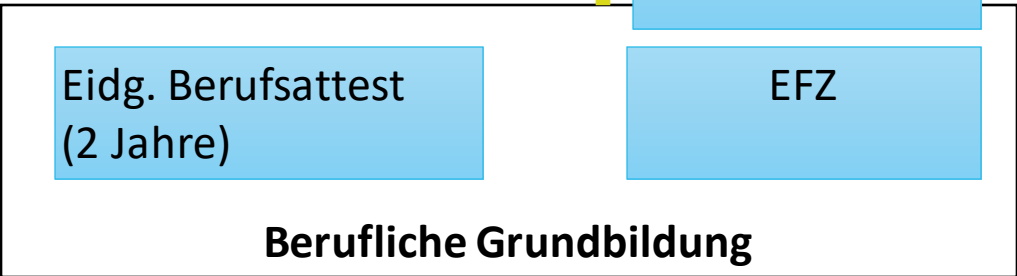 Eidg. Berufsattest
(2 Jahre)
EFZ
Berufliche Grundbildung